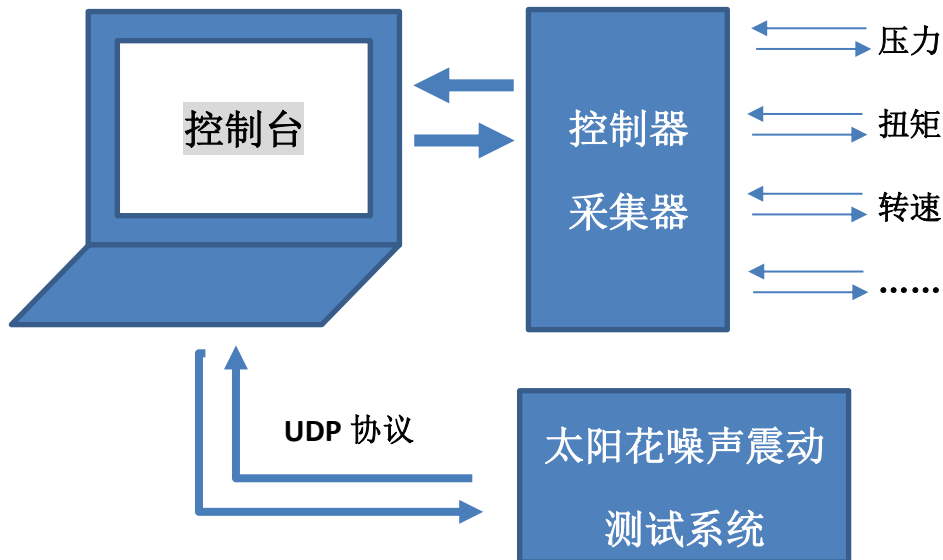 控制台
控制器
采集器
压力
扭矩
转速
……
UDP 协议
太阳花噪声震动
测试系统